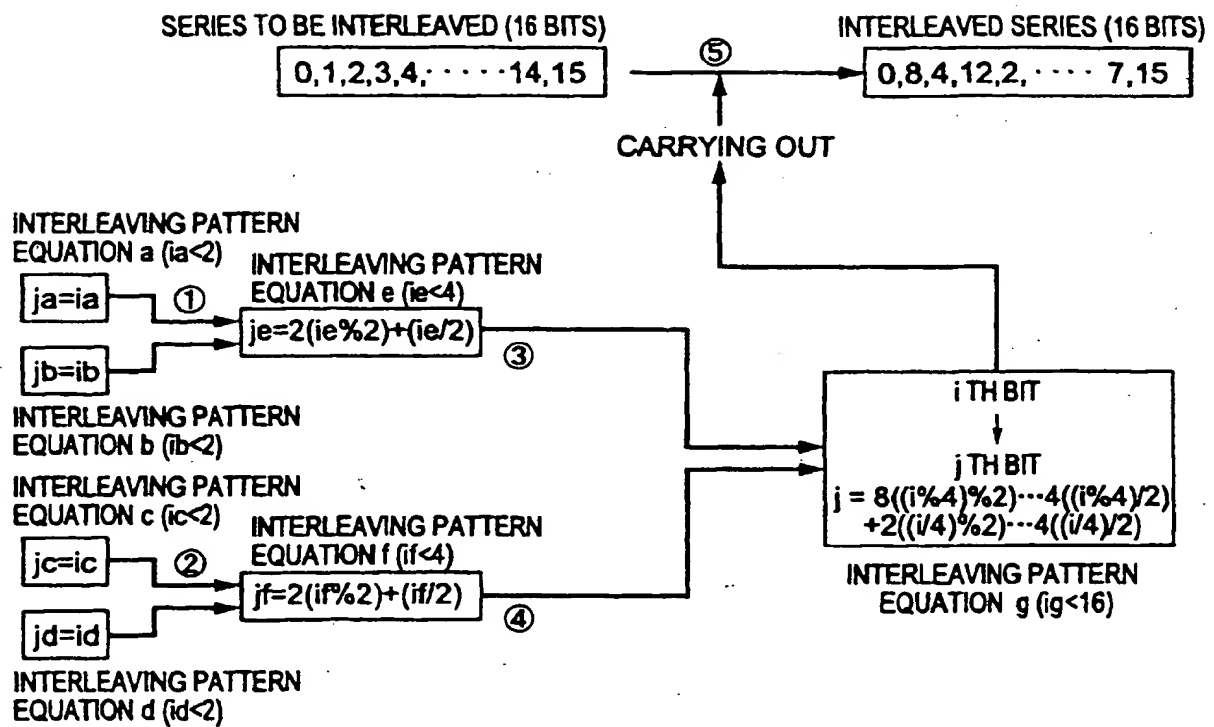 SERIES TO BE INTERLEAVED (16 BITS)
0,1,2,3,4,·····14,15
⑤
INTERLEAVED SERIES (16 BITS)
0,8,4,12,2,···· 7,15
CARRYING OUT
INTERLEAVING PATTERN
EQUATION a (ia<2)
ja=ia
①
jb=ib
INTERLEAVING PATTERN
EQUATION b (ib<2)
INTERLEAVING PATTERN
EQUATION e (ie<4)
je=2(ie%2)+(ie/2)
③
INTERLEAVING PATTERN
EQUATION c (ic<2)
jc=ic
②
jd=id
INTERLEAVING PATTERN
EQUATION d (id<2)
INTERLEAVING PATTERN
EQUATION f (if<4)
jf=2(if%2)+(if/2)
④
i TH BIT
j TH BIT
j = 8((i%4)%2)···4((i%4)/2)
+2((i/4)%2)···4((i/4)/2)
INTERLEAVING PATTERN
EQUATION g (ig<16)